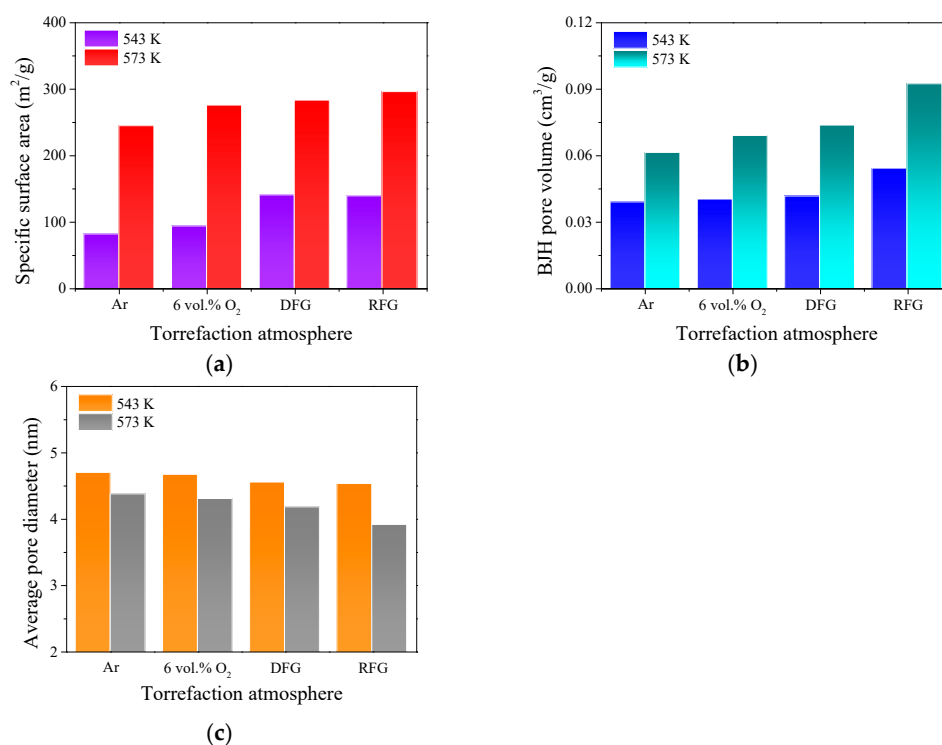 400
300
200
100
0
Specific surface area (m²/g)
543 K
573 K
Ar
6 vol.% O₂
DFG
RFG
Torrefaction atmosphere
(a)
0.12
0.09
0.06
0.03
0.00
BJH pore volume (cm³/g)
543 K
573 K
Ar
6 vol.% O₂
DFG
RFG
Torrefaction atmosphere
(b)
6
5
4
3
2
Average pore diameter (nm)
543 K
573 K
Ar
6 vol.% O₂
DFG
RFG
Torrefaction atmosphere
(c)